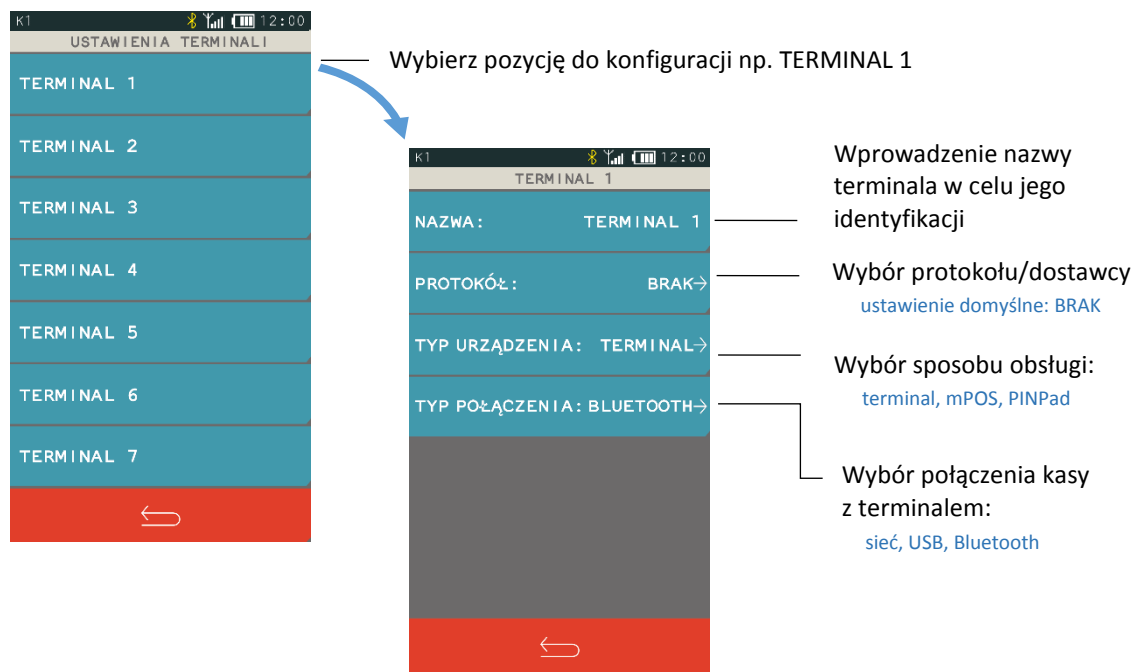 K1 12:00
USTAWIENIA TERMINALI
TERMINAL 1
TERMINAL 2
TERMINAL 3
TERMINAL 4
TERMINAL 5
TERMINAL 6
TERMINAL 7
Wybierz pozycję do konfiguracji np. TERMINAL 1
K1 12:00
TERMINAL 1
NAZWA: TERMINAL 1
PROTOKÓŁ: BRAK→
TYP URZĄDZENIA: TERMINAL→
TYP POŁĄCZENIA: BLUETOOTH→
Wprowadzenie nazwy
terminala w celu jego
identyfikacji
Wybór protokołu/dostawcy
ustawienie domyślne: BRAK
Wybór sposobu obsługi:
terminal, mPOS, PINPad
Wybór połączenia kasy
z terminalem:
sieć, USB, Bluetooth